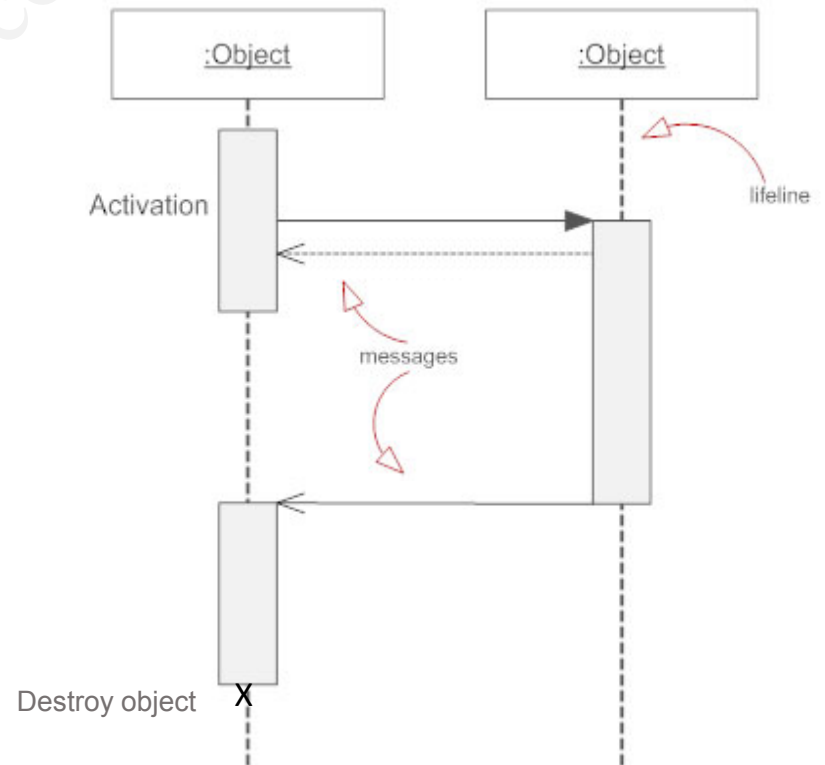 :Object
:Object
lifeline
Activation
messages
Destroy object
X